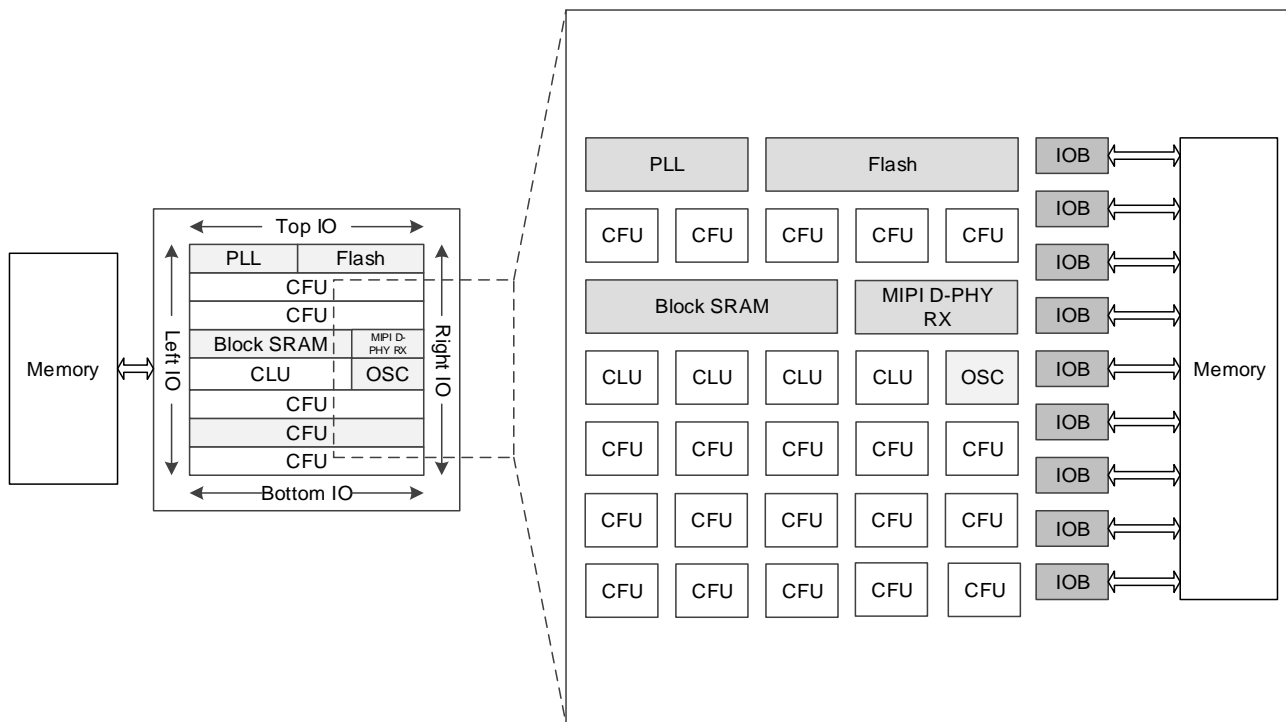 Top IO
PLL
Flash
CFU
CFU
Block SRAM
MIPI D-
PHY RX
CLU
OSC
CFU
CFU
CFU
Bottom IO
Left IO
Right IO
Memory
PLL
Flash
IOB
CFU
CFU
CFU
CFU
CFU
IOB
IOB
Block SRAM
MIPI D-PHY
RX
IOB
CLU
CLU
CLU
CLU
OSC
IOB
Memory
CFU
CFU
CFU
CFU
CFU
IOB
IOB
CFU
CFU
CFU
CFU
CFU
IOB
CFU
CFU
CFU
CFU
CFU
IOB